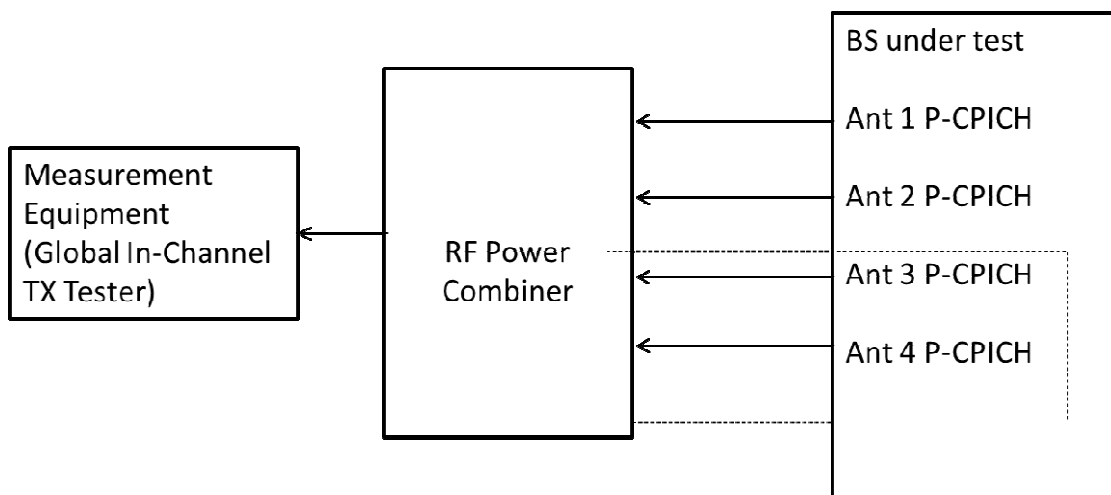 BS under test
Ant 1 P-CPICH
Ant 2 P-CPICH
Ant 3 P-CPICH
Ant 4 P-CPICH
RF Power
Combiner
Measurement
Equipment
(Global In-Channel
TX Tester)